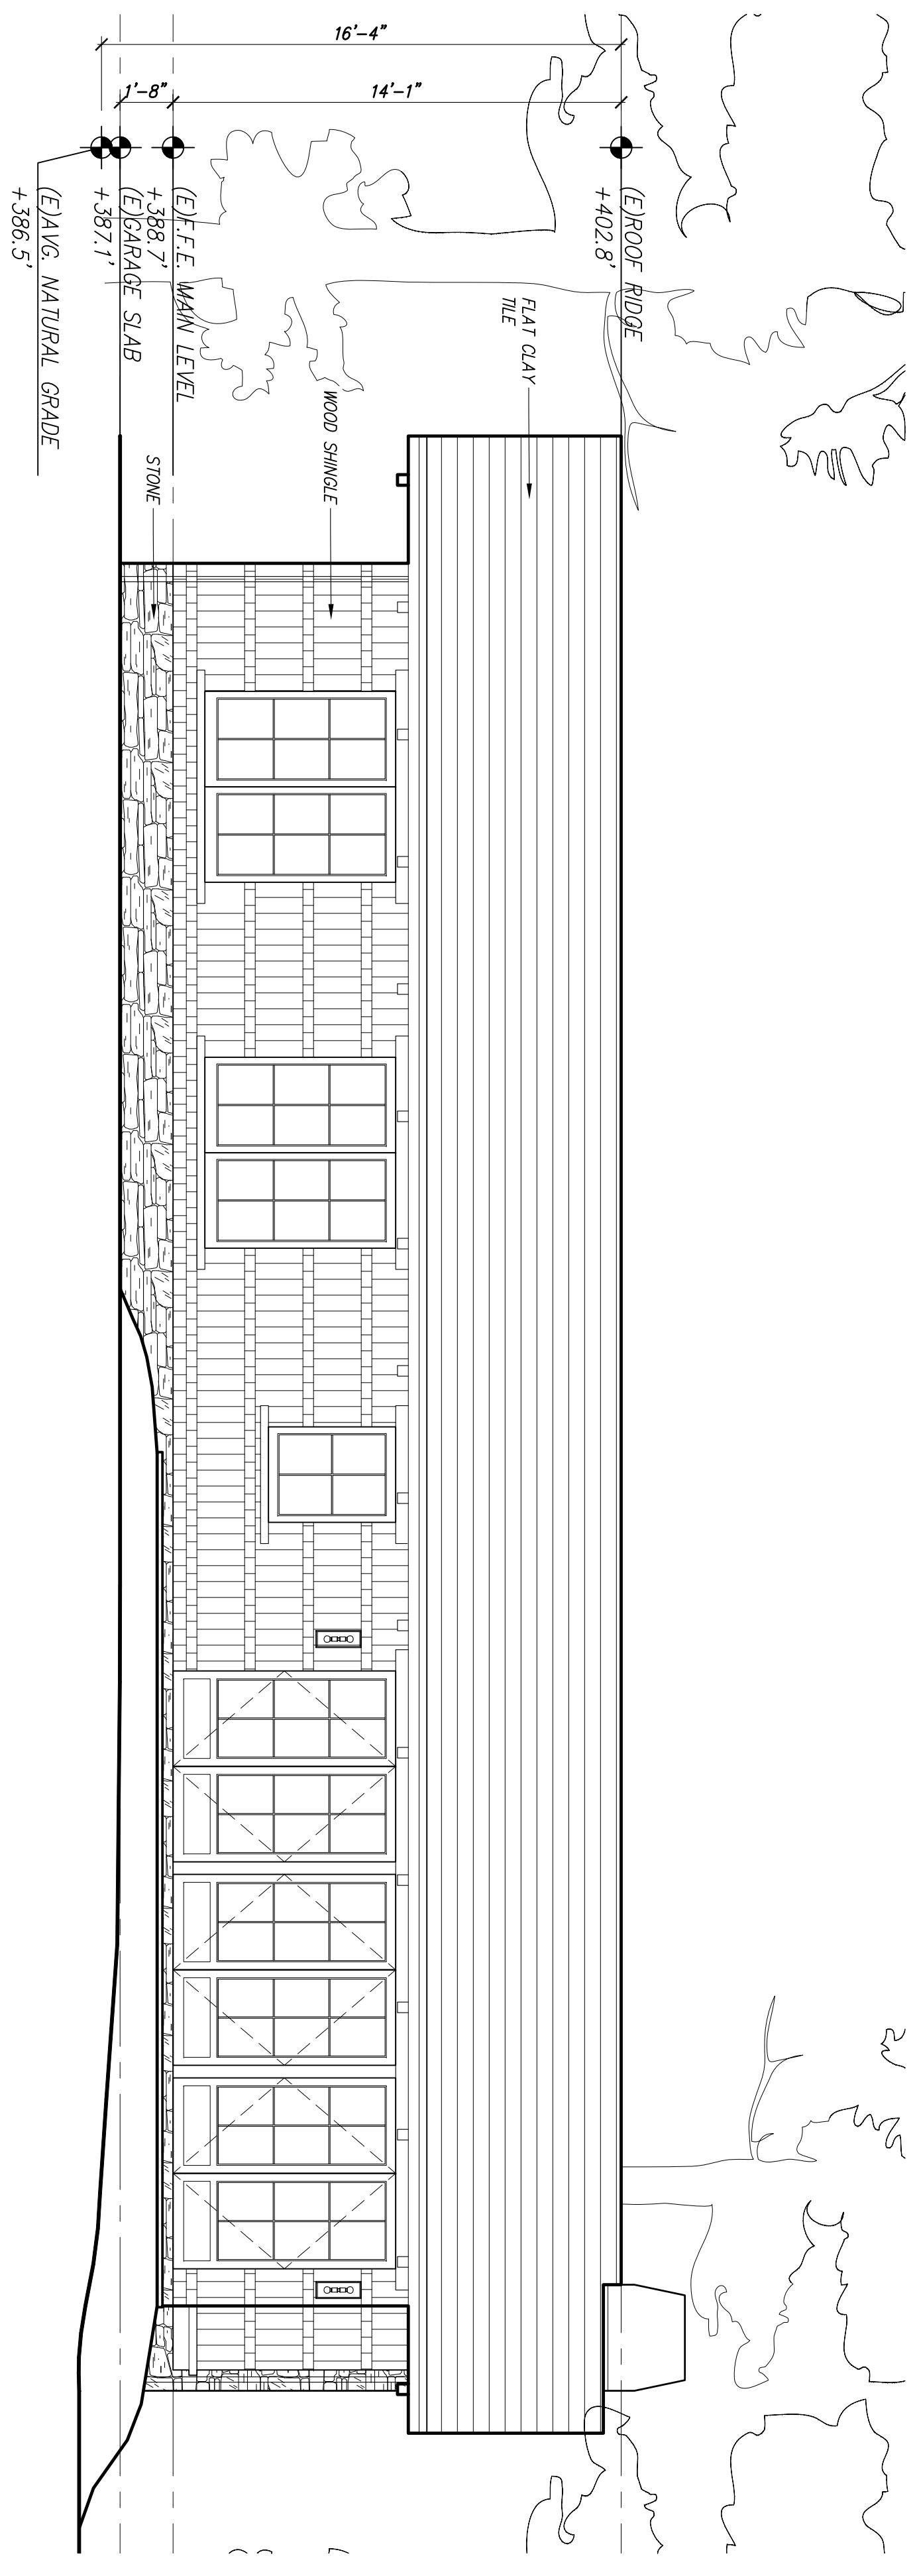 16'-4"
1'-8"
14'-1"
(E)ROOF RIDGE
+402.8'
(E)F.F.E. MAIN LEVEL
+388.7'
(E)GARAGE SLAB
+387.1'
(E)AVG. NATURAL GRADE
+386.5'
FLAT CLAY
TILE
WOOD SHINGLE
STONE